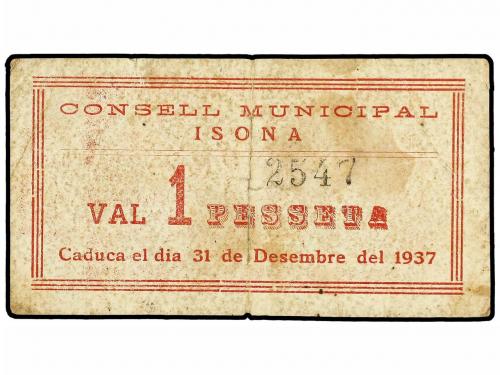 CONSELL MUNICIPAL
ISONA
2547
VAL 1 PESSETA
Caduca el dia 31 de Desembre del 1937